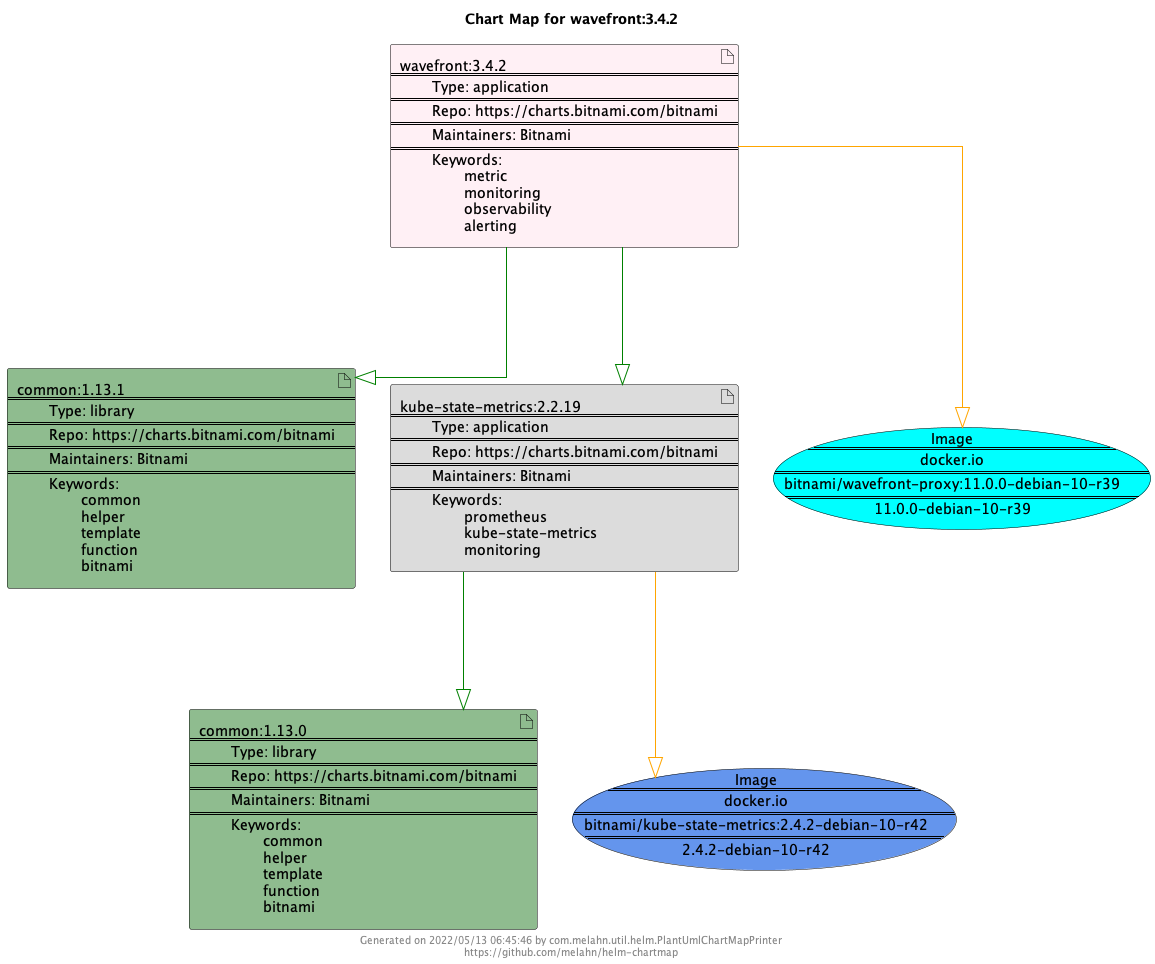 Chart Map for wavefront:3.4.2
wavefront:3.4.2
Type: application
Repo: https://charts.bitnami.com/bitnami
Maintainers: Bitnami
Keywords:
metric
monitoring
observability
alerting
common:1.13.1
Type: library
Repo: https://charts.bitnami.com/bitnami
Maintainers: Bitnami
Keywords:
common
helper
template
function
bitnami
kube-state-metrics:2.2.19
Type: application
Repo: https://charts.bitnami.com/bitnami
Maintainers: Bitnami
Keywords:
prometheus
kube-state-metrics
monitoring
Image
docker.io
bitnami/wavefront-proxy:11.0.0-debian-10-r39
11.0.0-debian-10-r39
common:1.13.0
Type: library
Repo: https://charts.bitnami.com/bitnami
Maintainers: Bitnami
Keywords:
common
helper
template
function
bitnami
Image
docker.io
bitnami/kube-state-metrics:2.4.2-debian-10-r42
2.4.2-debian-10-r42
Generated on 2022/05/13 06:45:46 by com.melahn.util.helm.PlantUmlChartMapPrinter
https://github.com/melahn/helm-chartmap